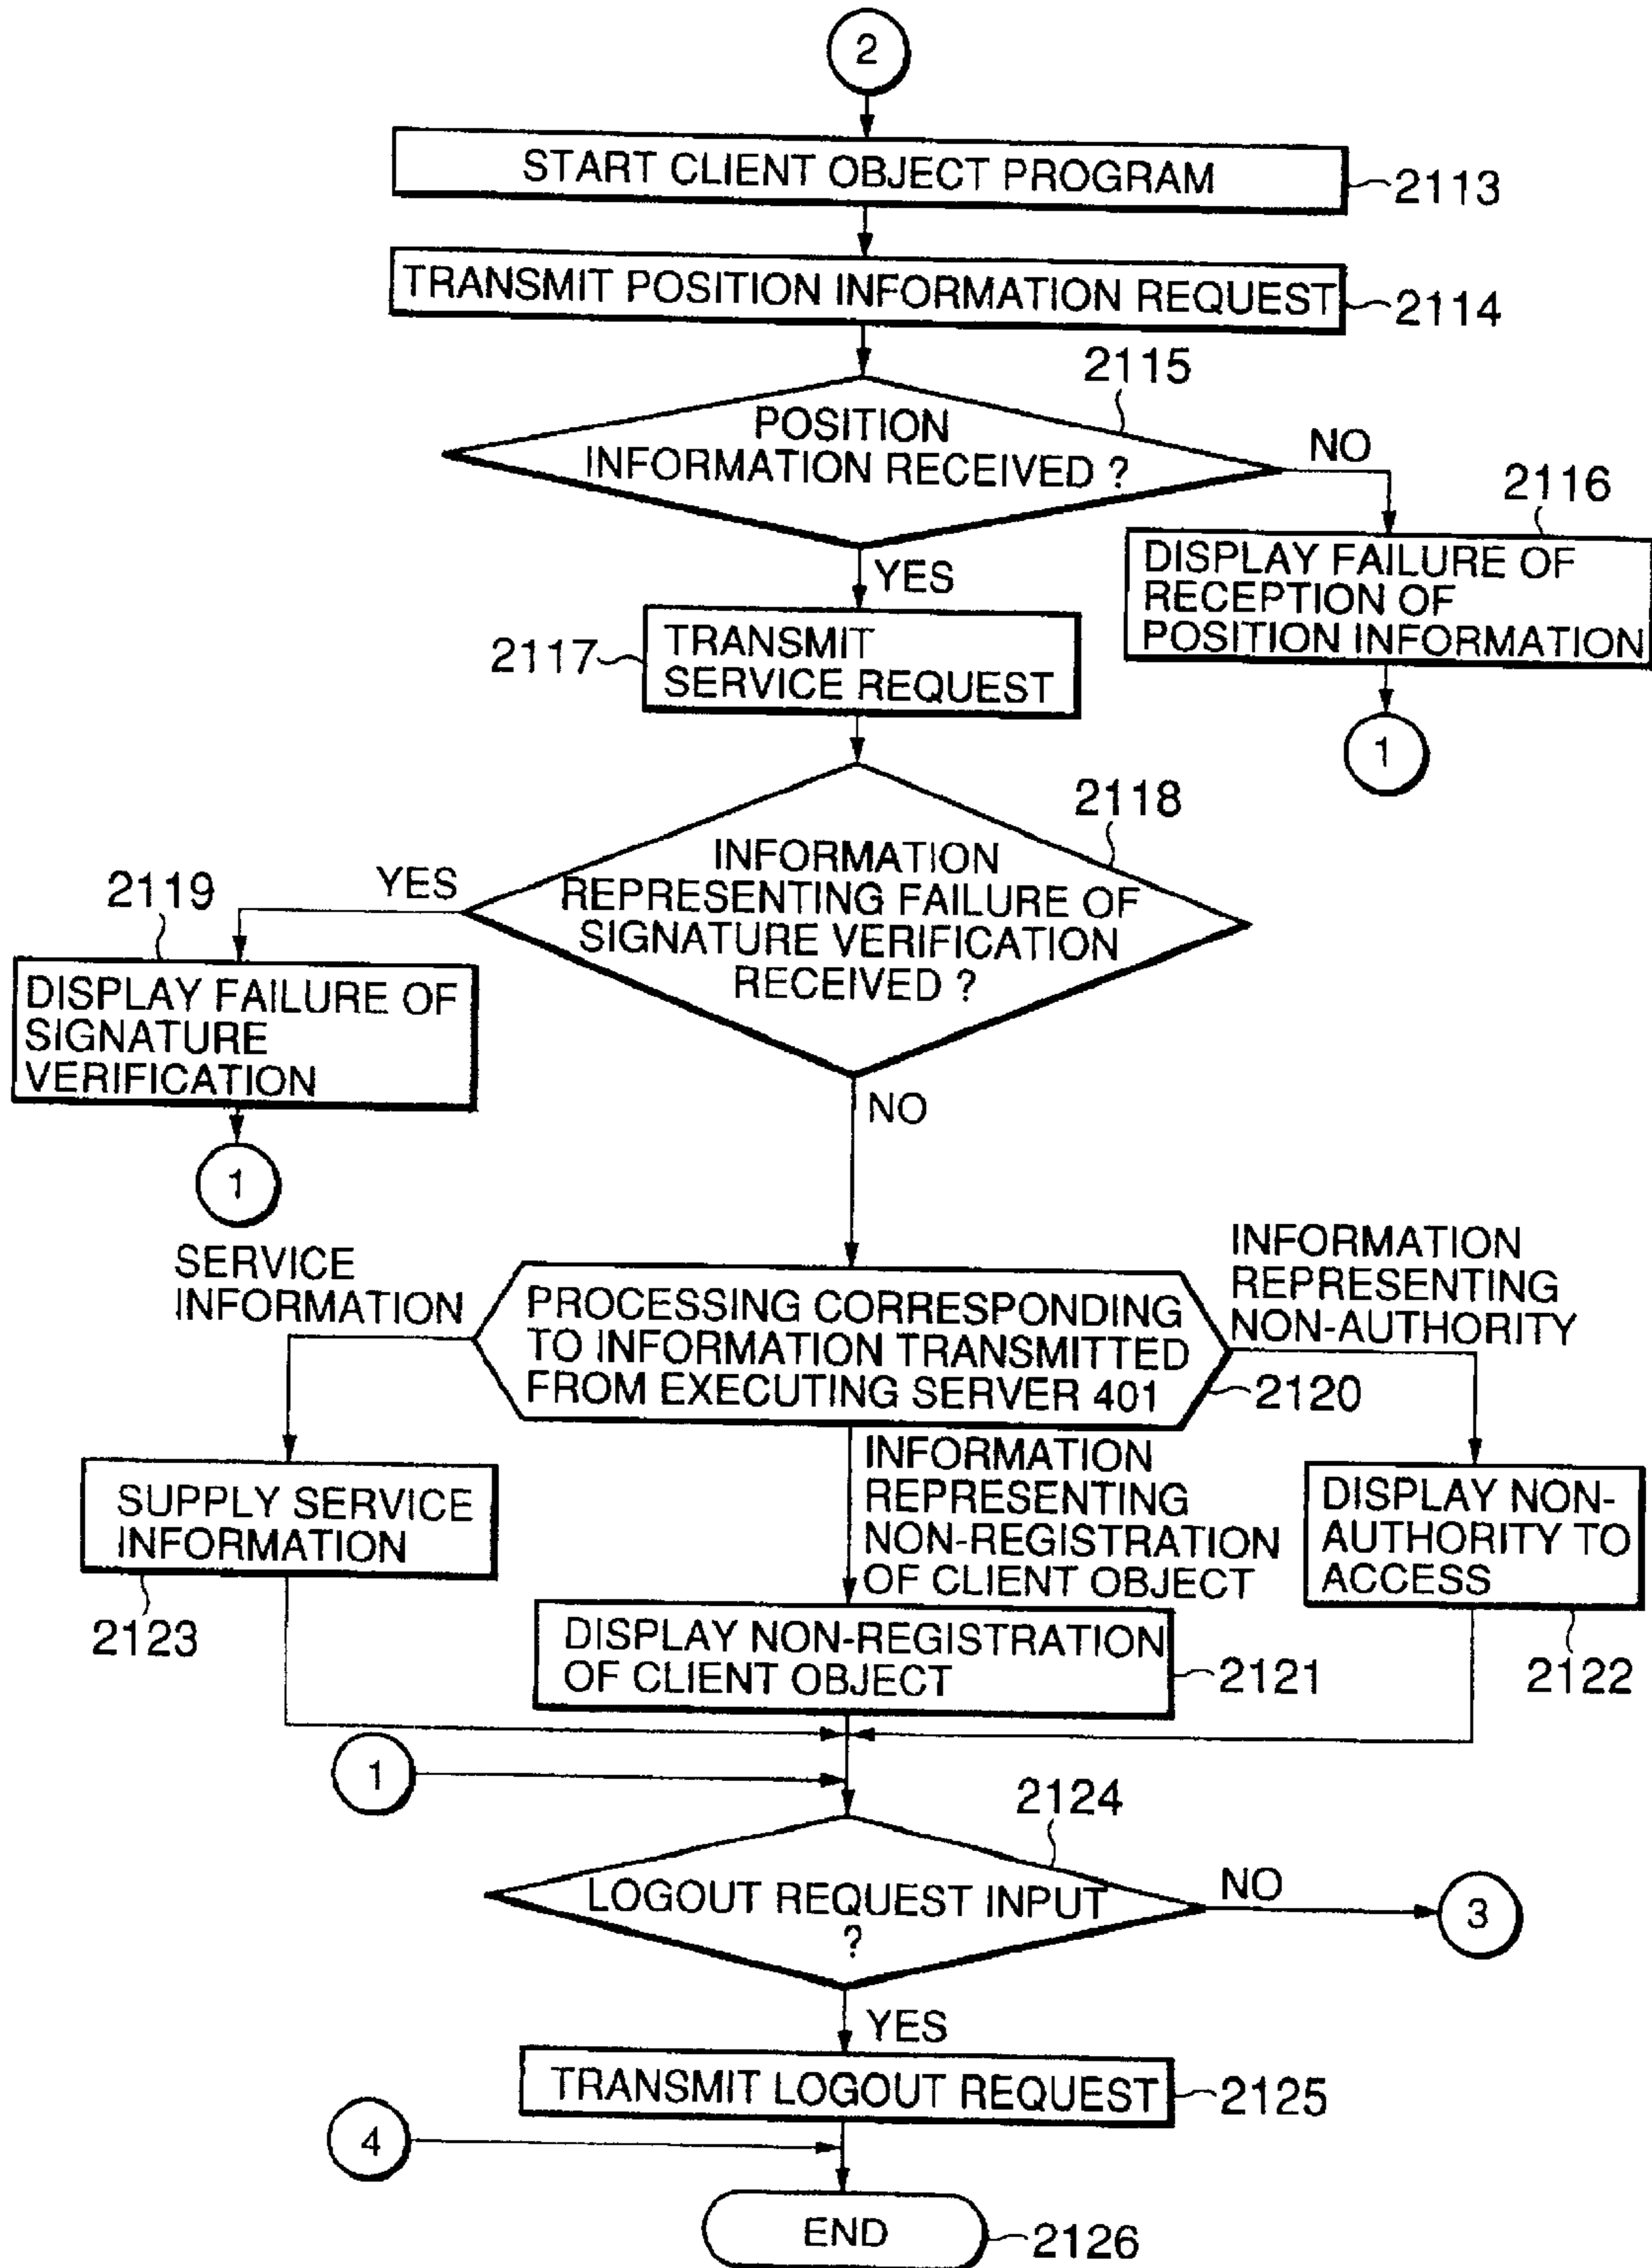 2
START CLIENT OBJECT PROGRAM
2113
TRANSMIT POSITION INFORMATION REQUEST
2114
2115
POSITION
INFORMATION RECEIVED ?
NO
2116
DISPLAY FAILURE OF
RECEPTION OF
POSITION INFORMATION
1
YES
2117
TRANSMIT
SERVICE REQUEST
2118
INFORMATION
REPRESENTING FAILURE OF
SIGNATURE VERIFICATION
RECEIVED ?
YES
2119
DISPLAY FAILURE OF
SIGNATURE
VERIFICATION
1
NO
SERVICE
INFORMATION
PROCESSING CORRESPONDING
TO INFORMATION TRANSMITTED
FROM EXECUTING SERVER 401
2120
INFORMATION
REPRESENTING
NON-AUTHORITY
SUPPLY SERVICE
INFORMATION
2123
INFORMATION
REPRESENTING
NON-REGISTRATION
OF CLIENT OBJECT
DISPLAY NON-
AUTHORITY TO
ACCESS
2122
DISPLAY NON-REGISTRATION
OF CLIENT OBJECT
2121
1
2124
LOGOUT REQUEST INPUT
?
NO
3
YES
TRANSMIT LOGOUT REQUEST
2125
4
END
2126